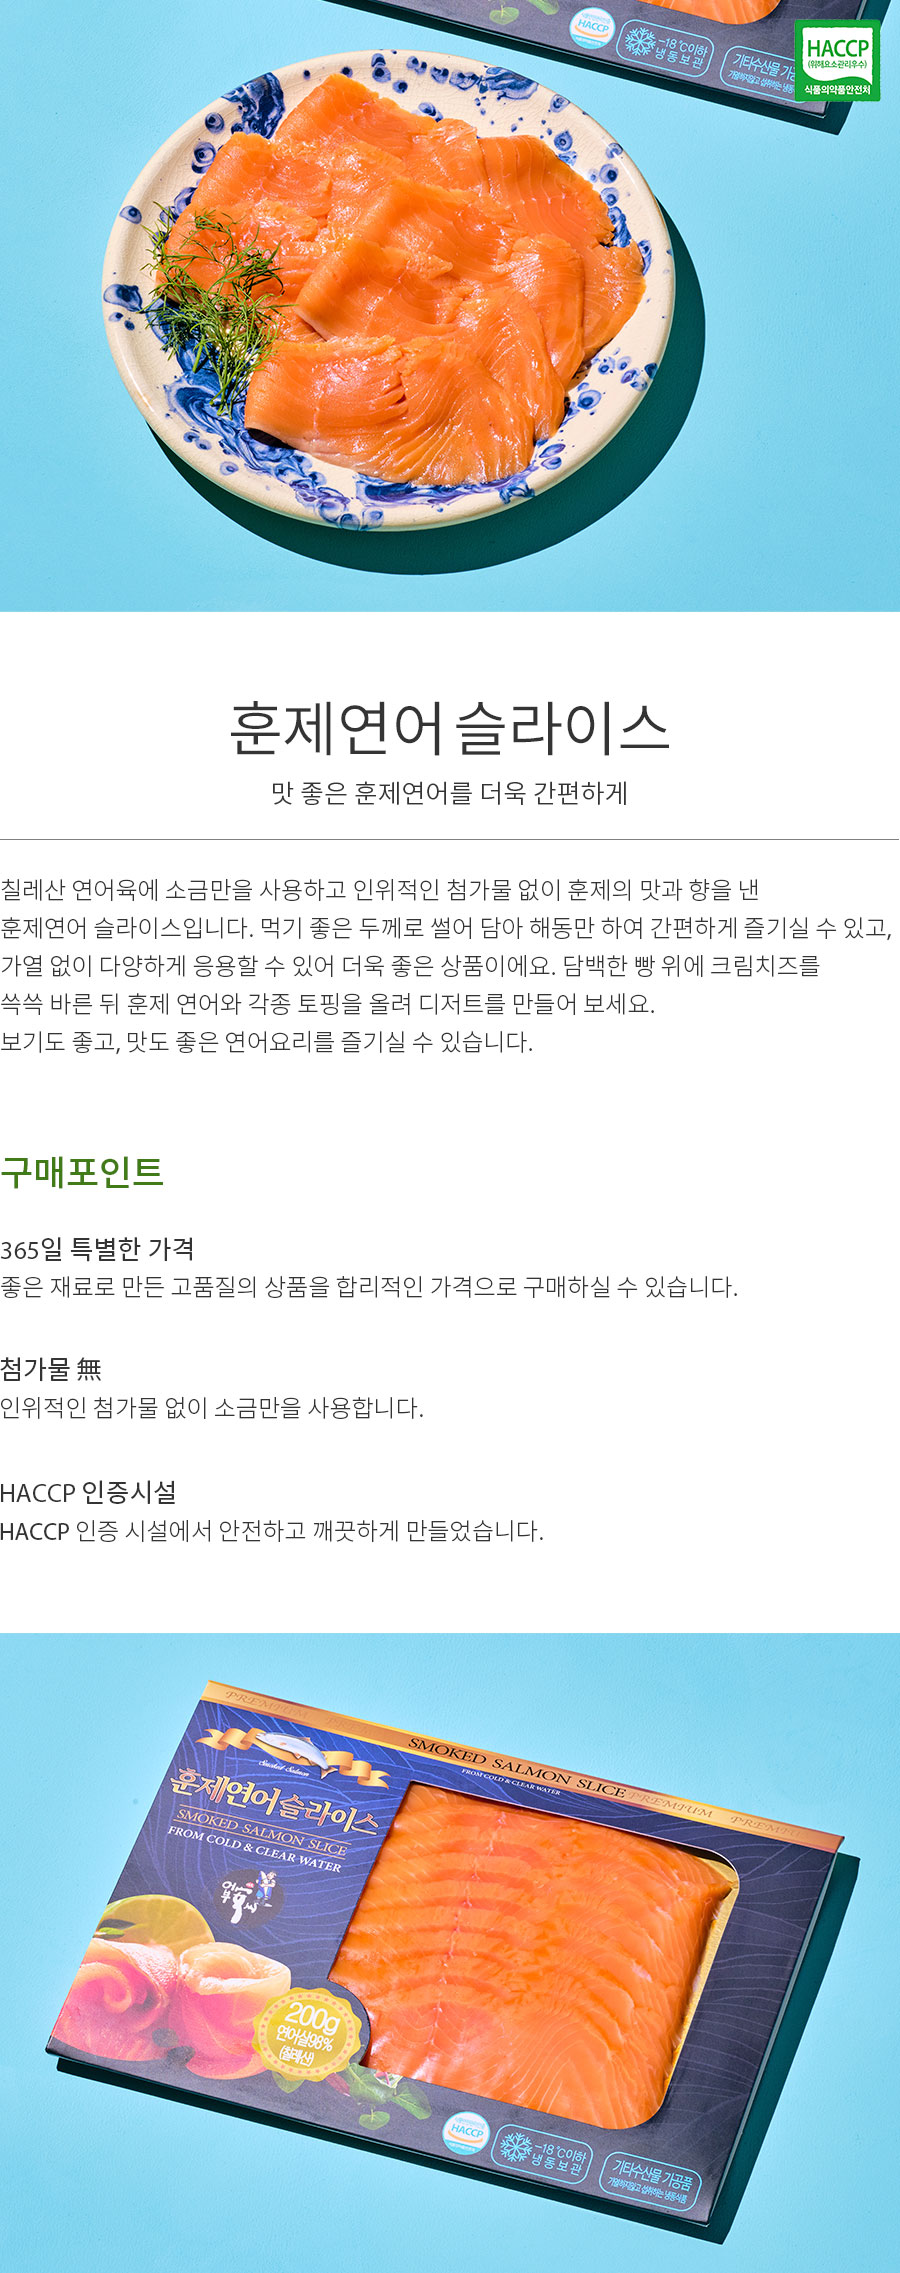 HACCP
-18℃이하
냉동보관
기타수산물 가공
HACCP
(위해요소관리우수)
식품의약품안전처
훈제연어 슬라이스
맛 좋은 훈제연어를 더욱 간편하게
칠레산 연어육에 소금만을 사용하고 인위적인 첨가물 없이 훈제의 맛과 향을 낸
훈제연어 슬라이스입니다. 먹기 좋은 두께로 썰어 담아 해동만 하여 간편하게 즐기실 수 있고,
가열 없이 다양하게 응용할 수 있어 더욱 좋은 상품이에요. 담백한 빵 위에 크림치즈를
쓱쓱 바른 뒤 훈제 연어와 각종 토핑을 올려 디저트를 만들어 보세요.
보기도 좋고, 맛도 좋은 연어요리를 즐기실 수 있습니다.
구매포인트
365일 특별한 가격
좋은 재료로 만든 고품질의 상품을 합리적인 가격으로 구매하실 수 있습니다.
첨가물 無
인위적인 첨가물 없이 소금만을 사용합니다.
HACCP 인증시설
HACCP 인증 시설에서 안전하고 깨끗하게 만들었습니다.
PREMIUM
SMOKED SALMON SLICE
FROM COLD & CLEAR WATER
PREMIUM
Smoked Salmon
훈제연어슬라이스
SMOKED SALMON SLICE
FROM COLD & CLEAR WATER
200g
연어살98%
(칠레산)
HACCP
-18℃이하
냉동보관
기타수산물 가공품
가열하지않고 섭취하는 냉동식품